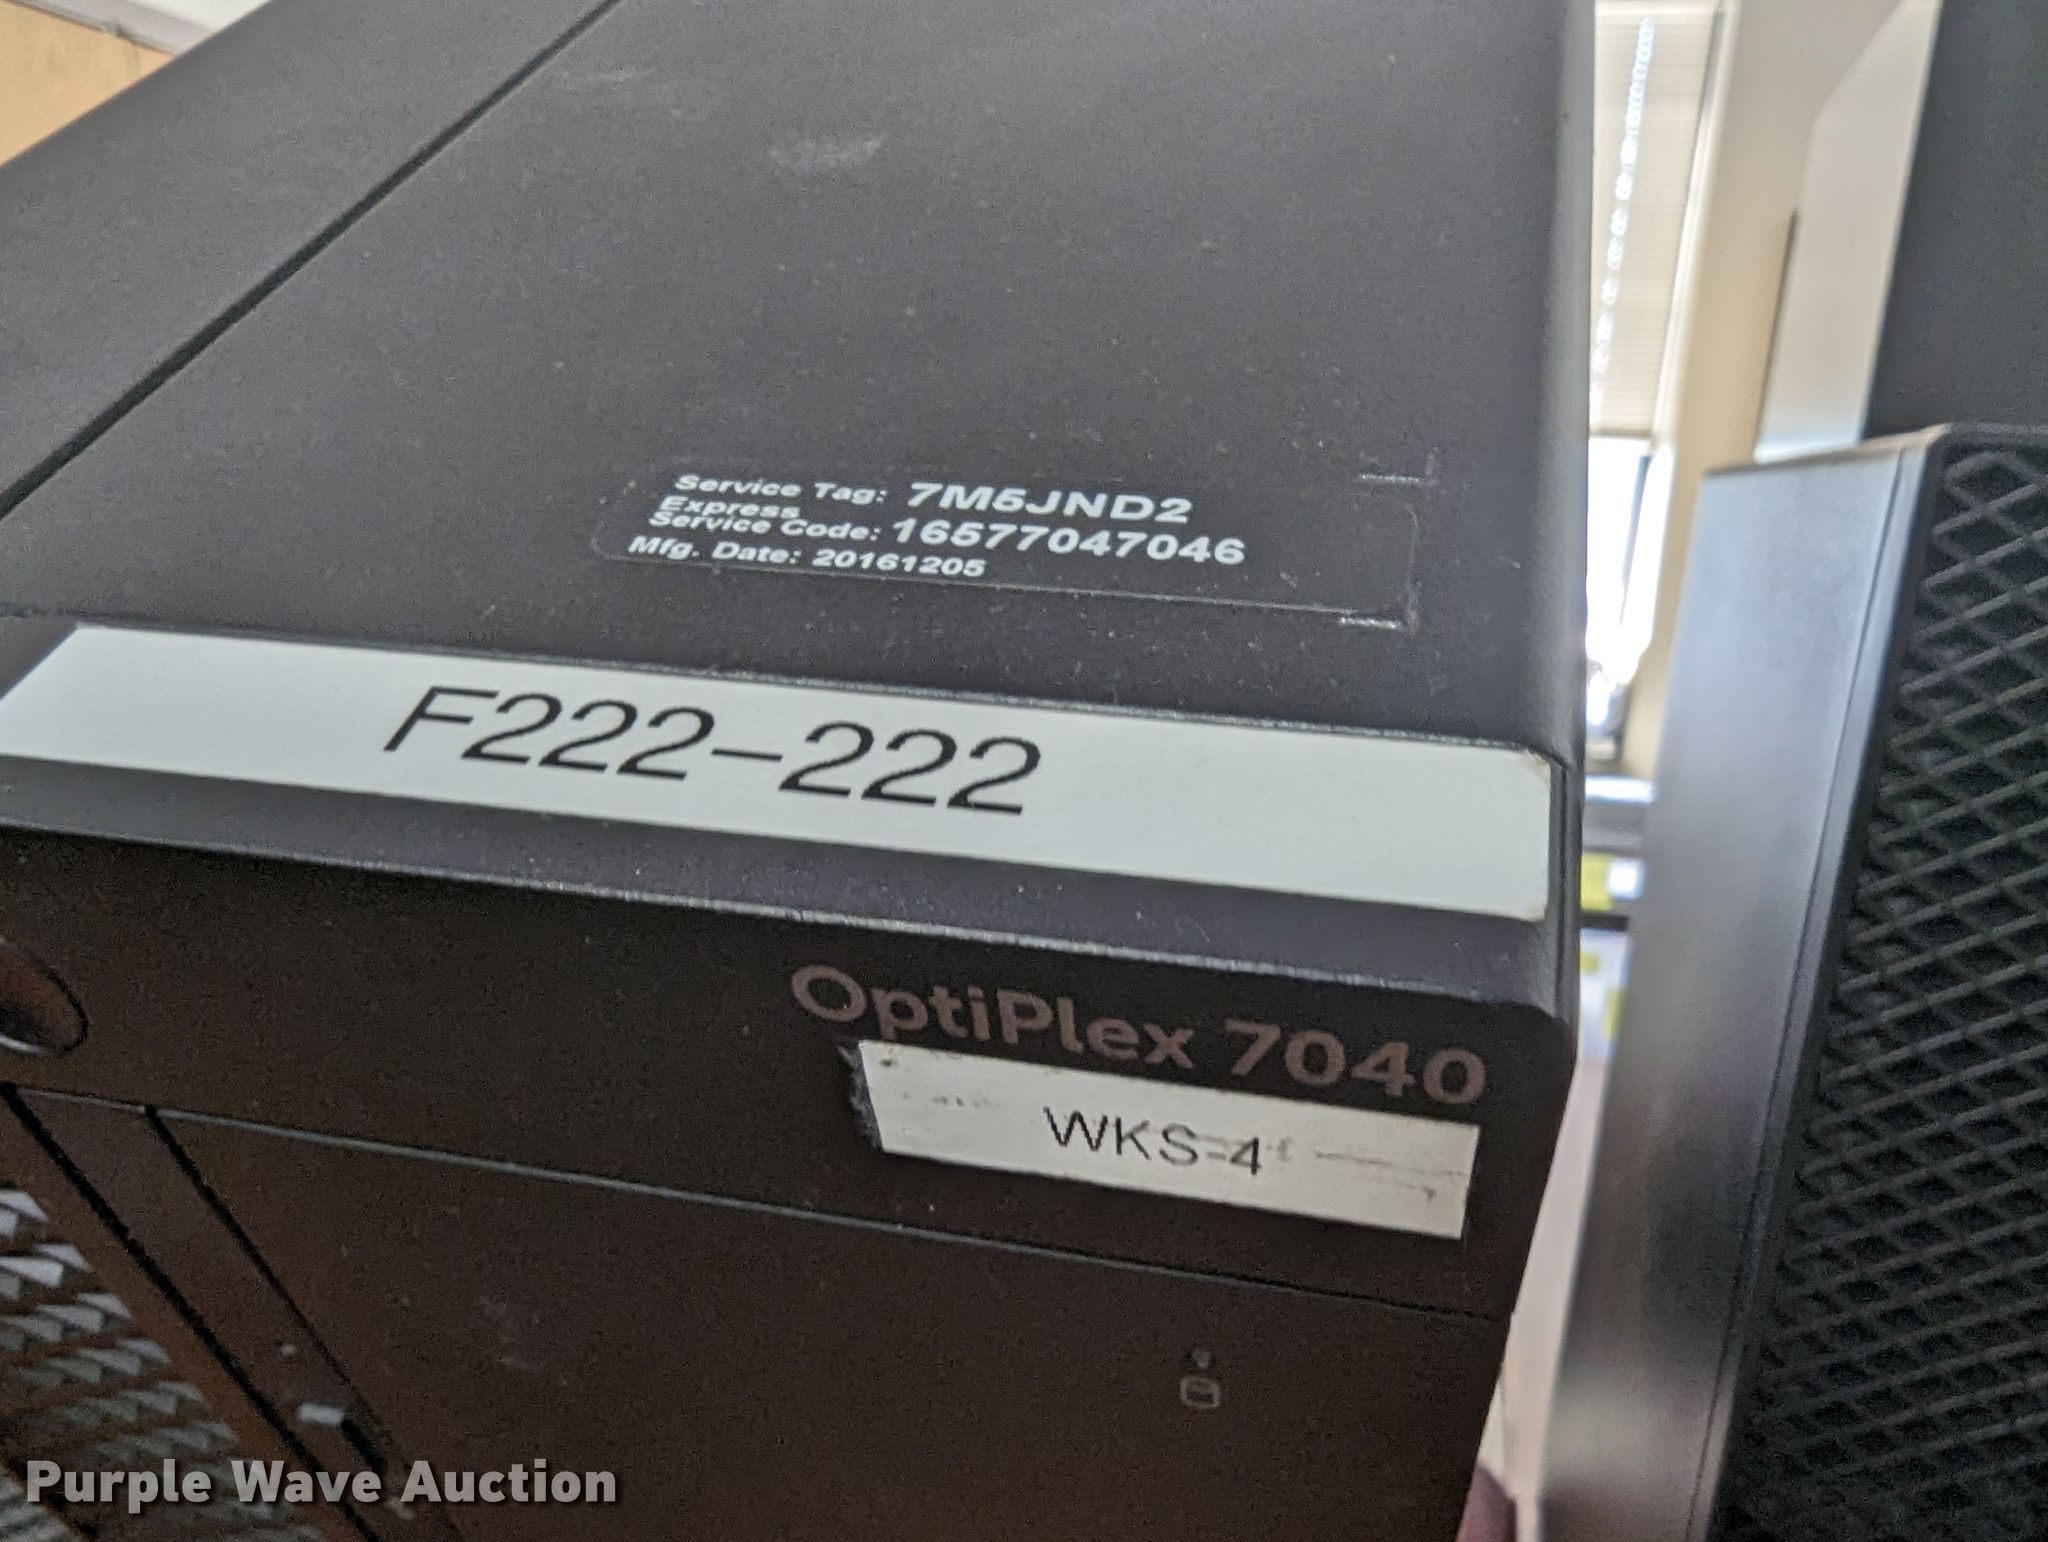 Service Tag: 7M5JND2
Express
Service Code: 16577047046
Mfg. Date: 20161205
F222-222
OptiPlex 7040
WKS-4
Purple Wave Auction